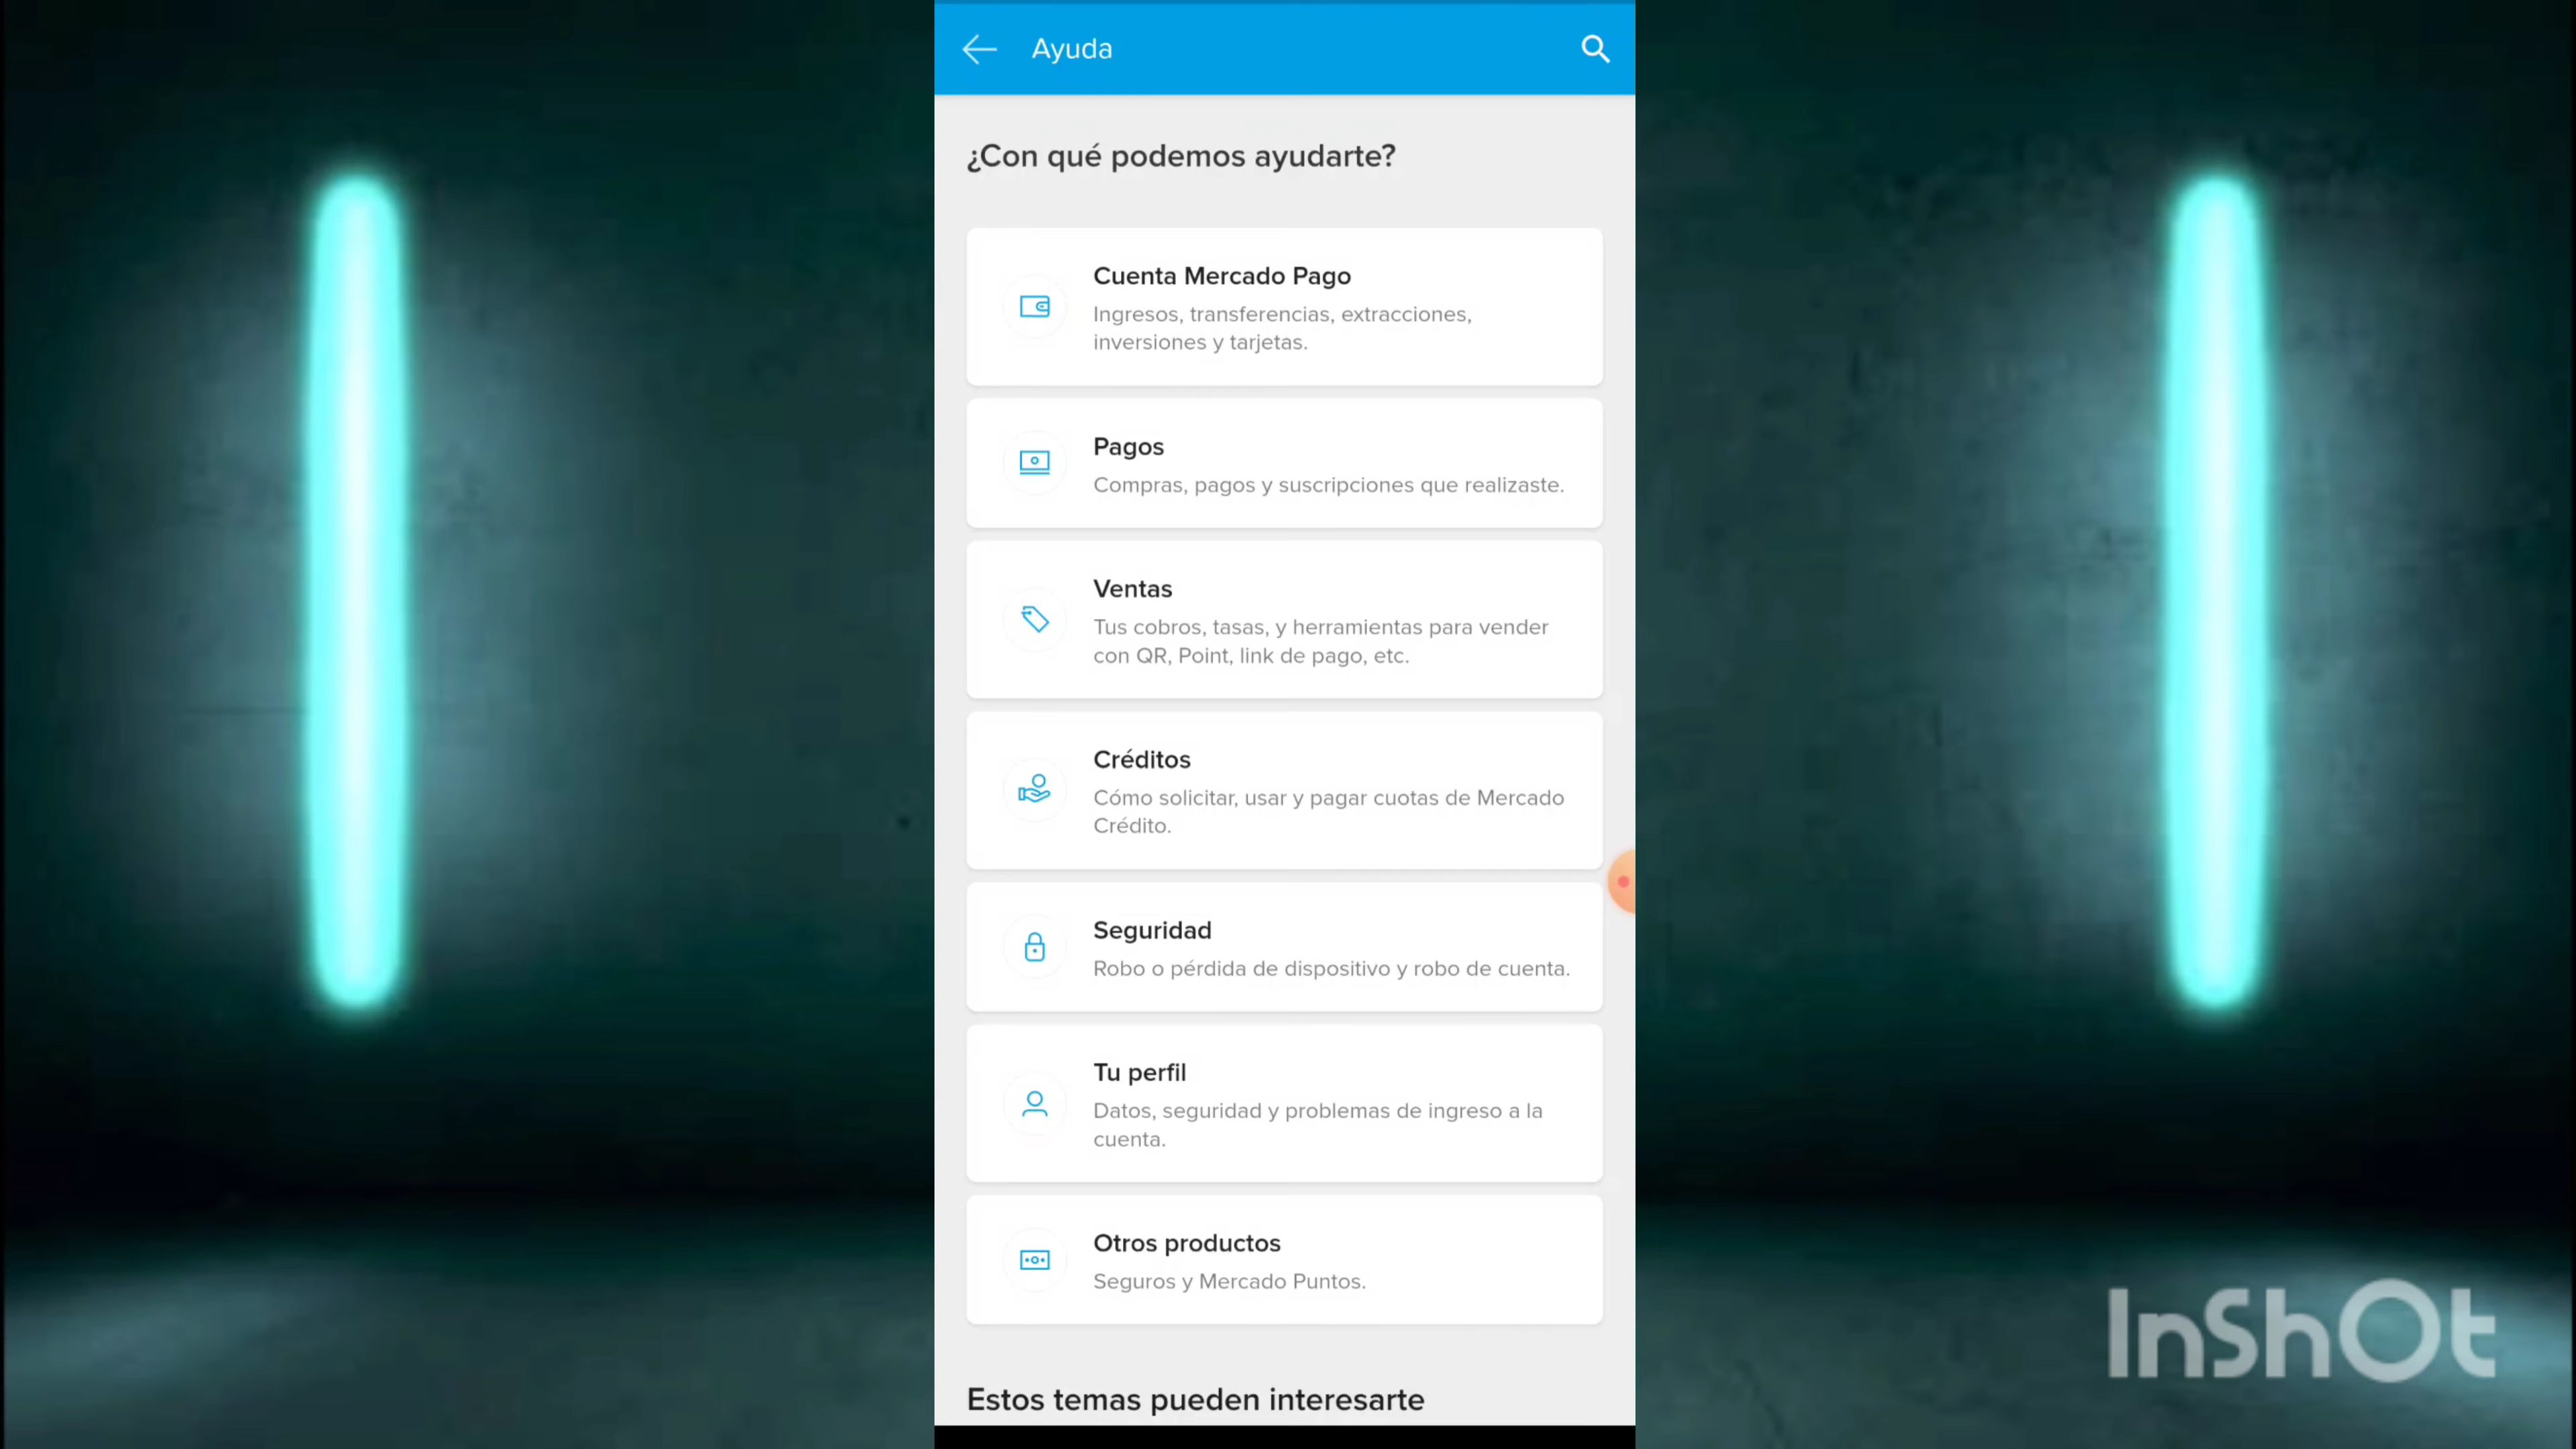 Ayuda
¿Con qué podemos ayudarte?
Cuenta Mercado Pago
Ingresos, transferencias, extracciones,
inversiones y tarjetas.
Pagos
Compras, pagos y suscripciones que realizaste.
Ventas
Tus cobros, tasas, y herramientas para vender
con QR, Point, link de pago, etc.
Créditos
Cómo solicitar, usar y pagar cuotas de Mercado
Crédito.
Seguridad
Robo o pérdida de dispositivo y robo de cuenta.
Tu perfil
Datos, seguridad y problemas de ingreso a la
cuenta.
Otros productos
Seguros y Mercado Puntos.
Estos temas pueden interesarte
InShOt